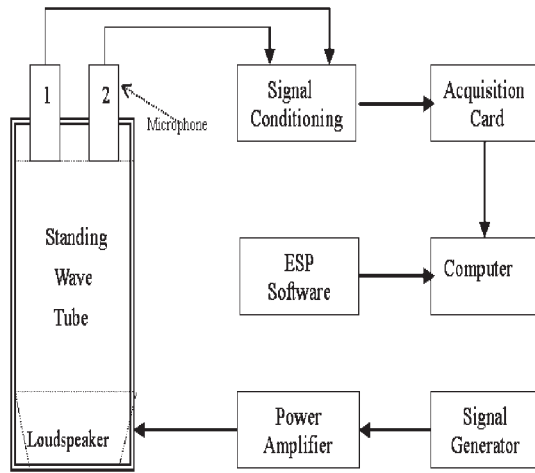 1
2
Microphone
Signal
Conditioning
Acquisition
Card
Standing
Wave
Tube
ESP
Software
Computer
Loudspeaker
Power
Amplifier
Signal
Generator